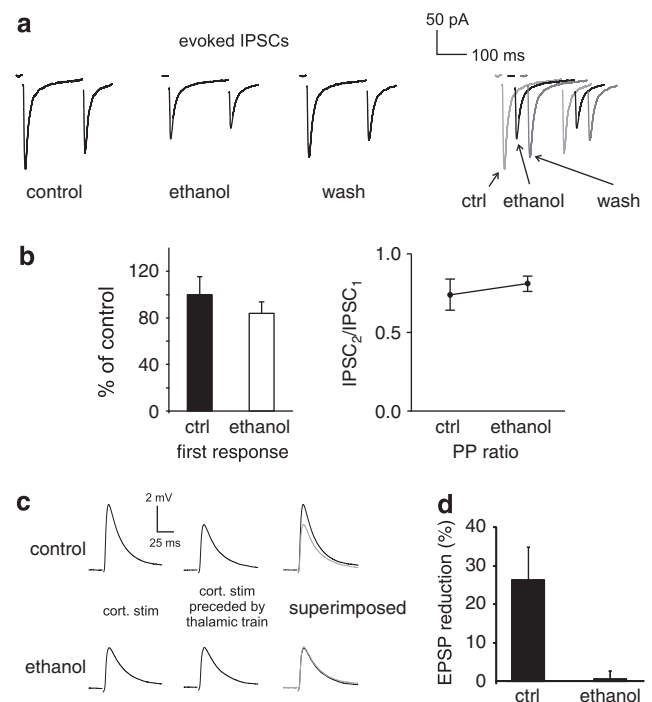 a
evoked IPSCs
50 pA
100 ms
control
ethanol
wash
ctrl
ethanol
wash
b
% of control
120
80
40
0
ctrl
ethanol
first response
IPSC₂/IPSC₁
1.0
0.5
0.0
ctrl
ethanol
PP ratio
c
2 mV
25 ms
control
cort. stim
cort. stim
preceded by
thalamic train
superimposed
ethanol
d
EPSP reduction (%)
40
30
20
10
0
ctrl
ethanol